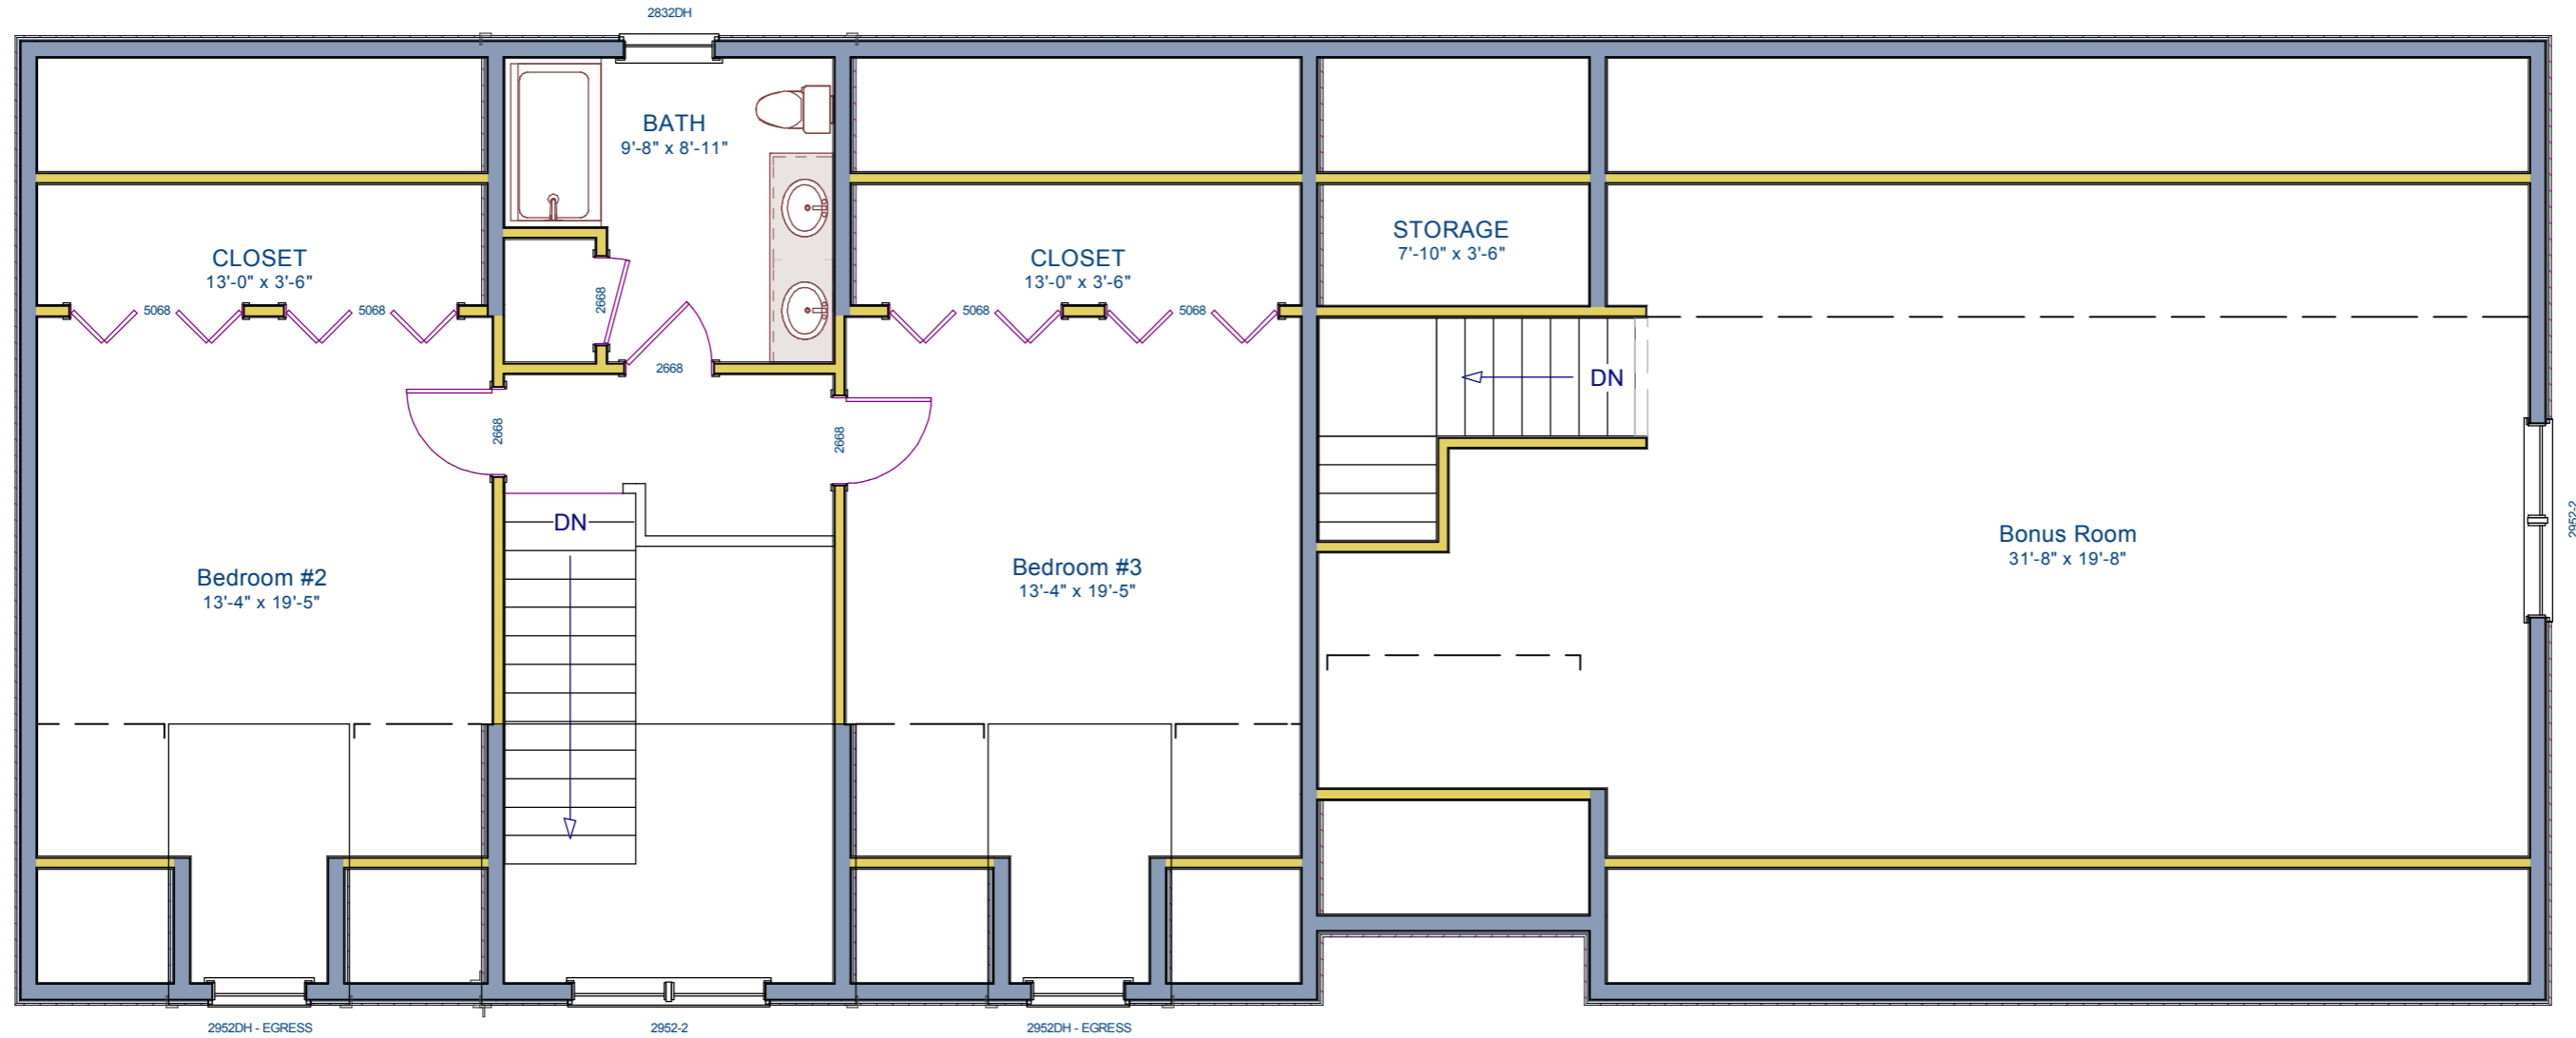 2832DH
BATH
9'-8" x 8'-11"
CLOSET
13'-0" x 3'-6"
CLOSET
13'-0" x 3'-6"
STORAGE
7'-10" x 3'-6"
5068
5068
2668
5068
5068
2668
DN
2668
2668
DN
2952-2
Bonus Room
31'-8" x 19'-8"
Bedroom #2
13'-4" x 19'-5"
Bedroom #3
13'-4" x 19'-5"
2952DH - EGRESS
2952-2
2952DH - EGRESS